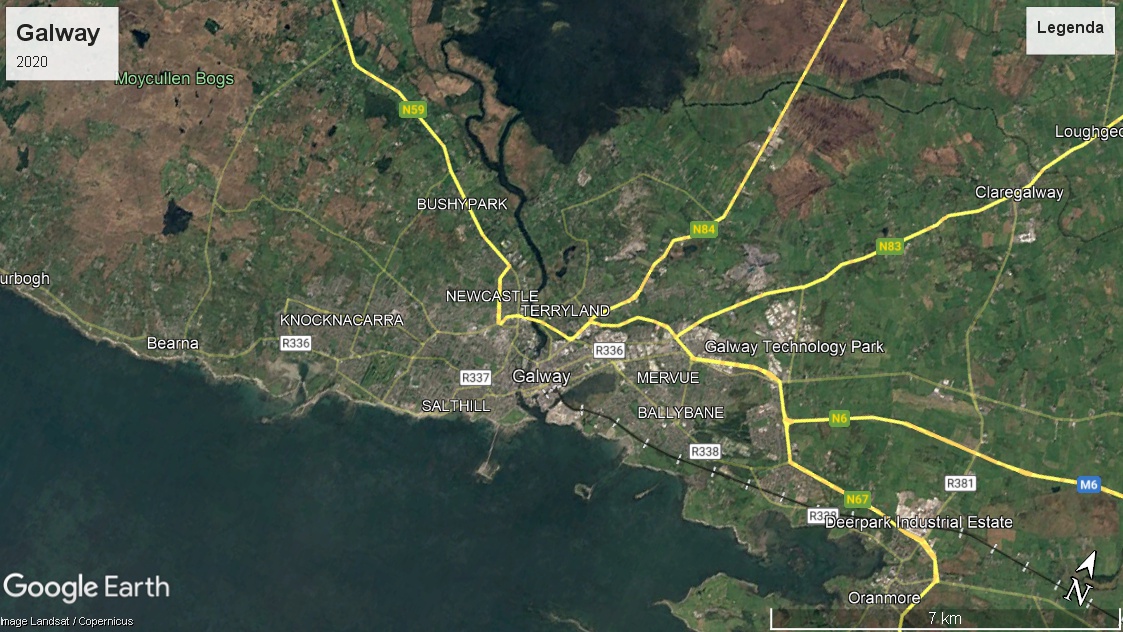 Galway
2020
Legenda
Moycullen Bogs
N59
Loughgeo
Claregalway
BUSHYPARK
N84
N83
urbogh
NEWCASTLE
TERRYLAND
KNOCKNACARRA
Bearna
R336
R336
Galway Technology Park
R337
Galway
MERVUE
SALTHILL
BALLYBANE
N6
R338
R381
M6
N67
R338
Deerpark Industrial Estate
Google Earth
Oranmore
N
7 km
Image Landsat / Copernicus